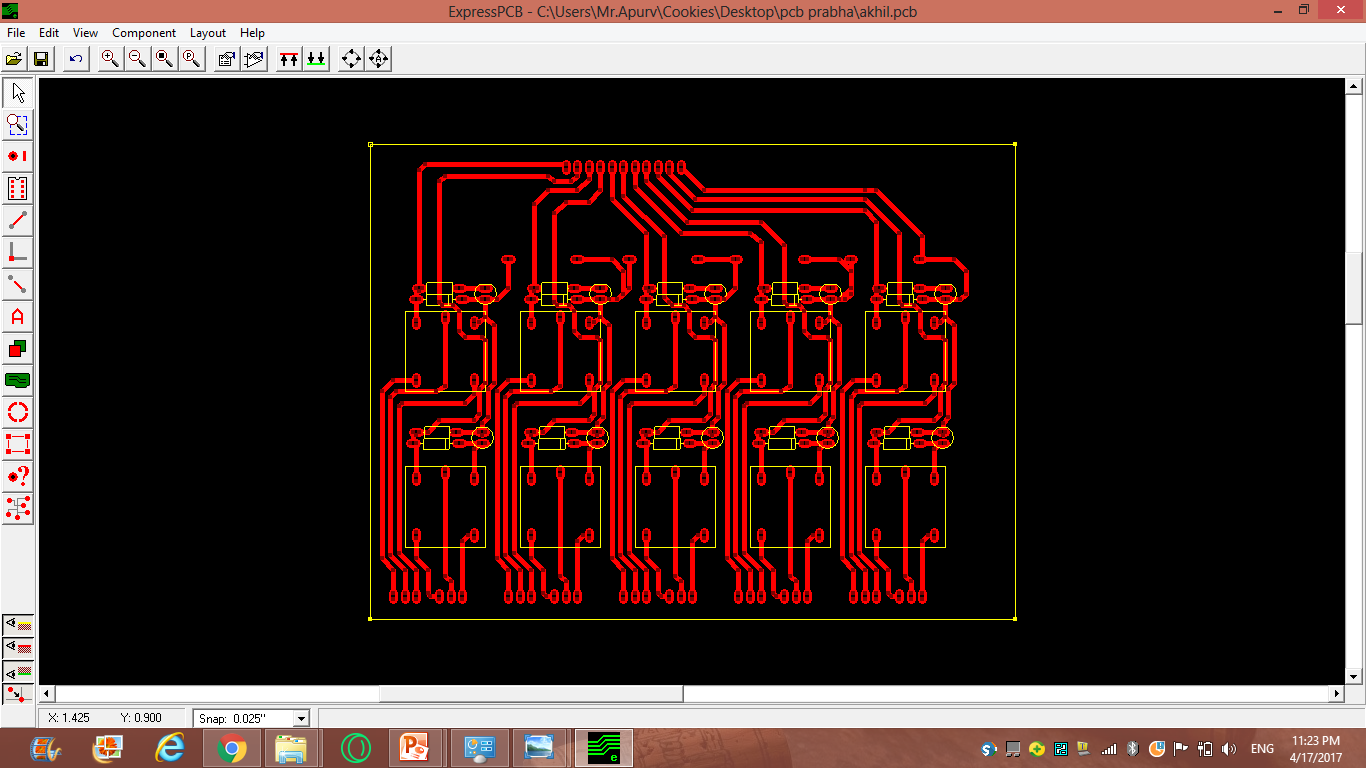 ExpressPCB - C:\Users\Mr.Apurv\Cookies\Desktop\pcb prabha\akhil.pcb
File Edit View Component Layout Help
X: 1.425 Y: 0.900 Snap: 0.025"
ENG
11:23 PM
4/17/2017